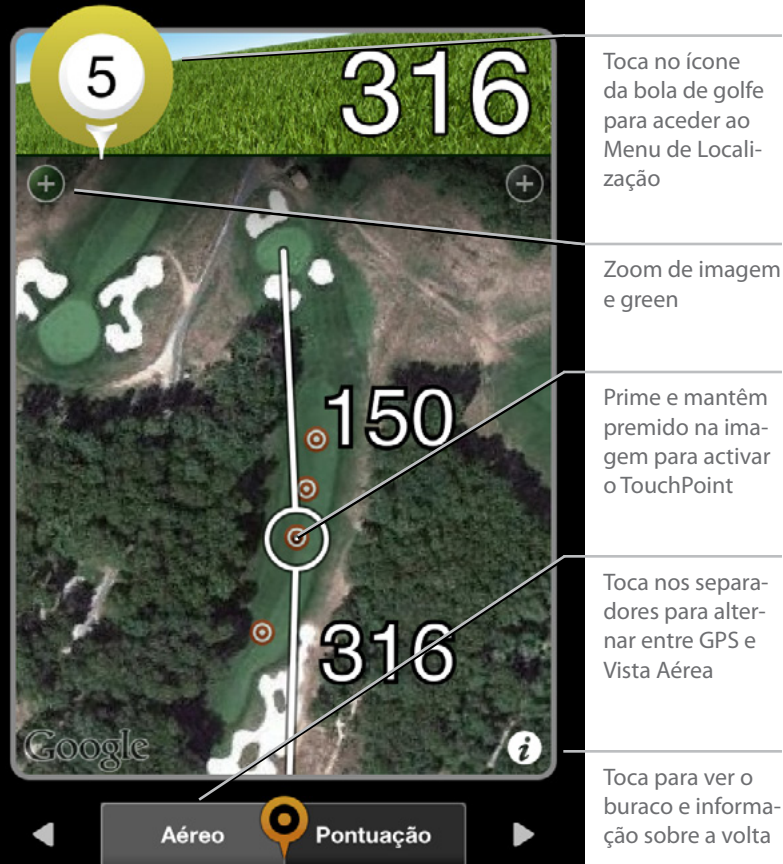 5
316
150
316
Google
i
Aéreo
Pontuação
Toca no ícone
da bola de golfe
para aceder ao
Menu de Locali-
zação
Zoom de imagem
e green
Prime e mantêm
premido na ima-
gem para activar
o TouchPoint
Toca nos separa-
dores para alter-
nar entre GPS e
Vista Aérea
Toca para ver o
buraco e informa-
ção sobre a volta